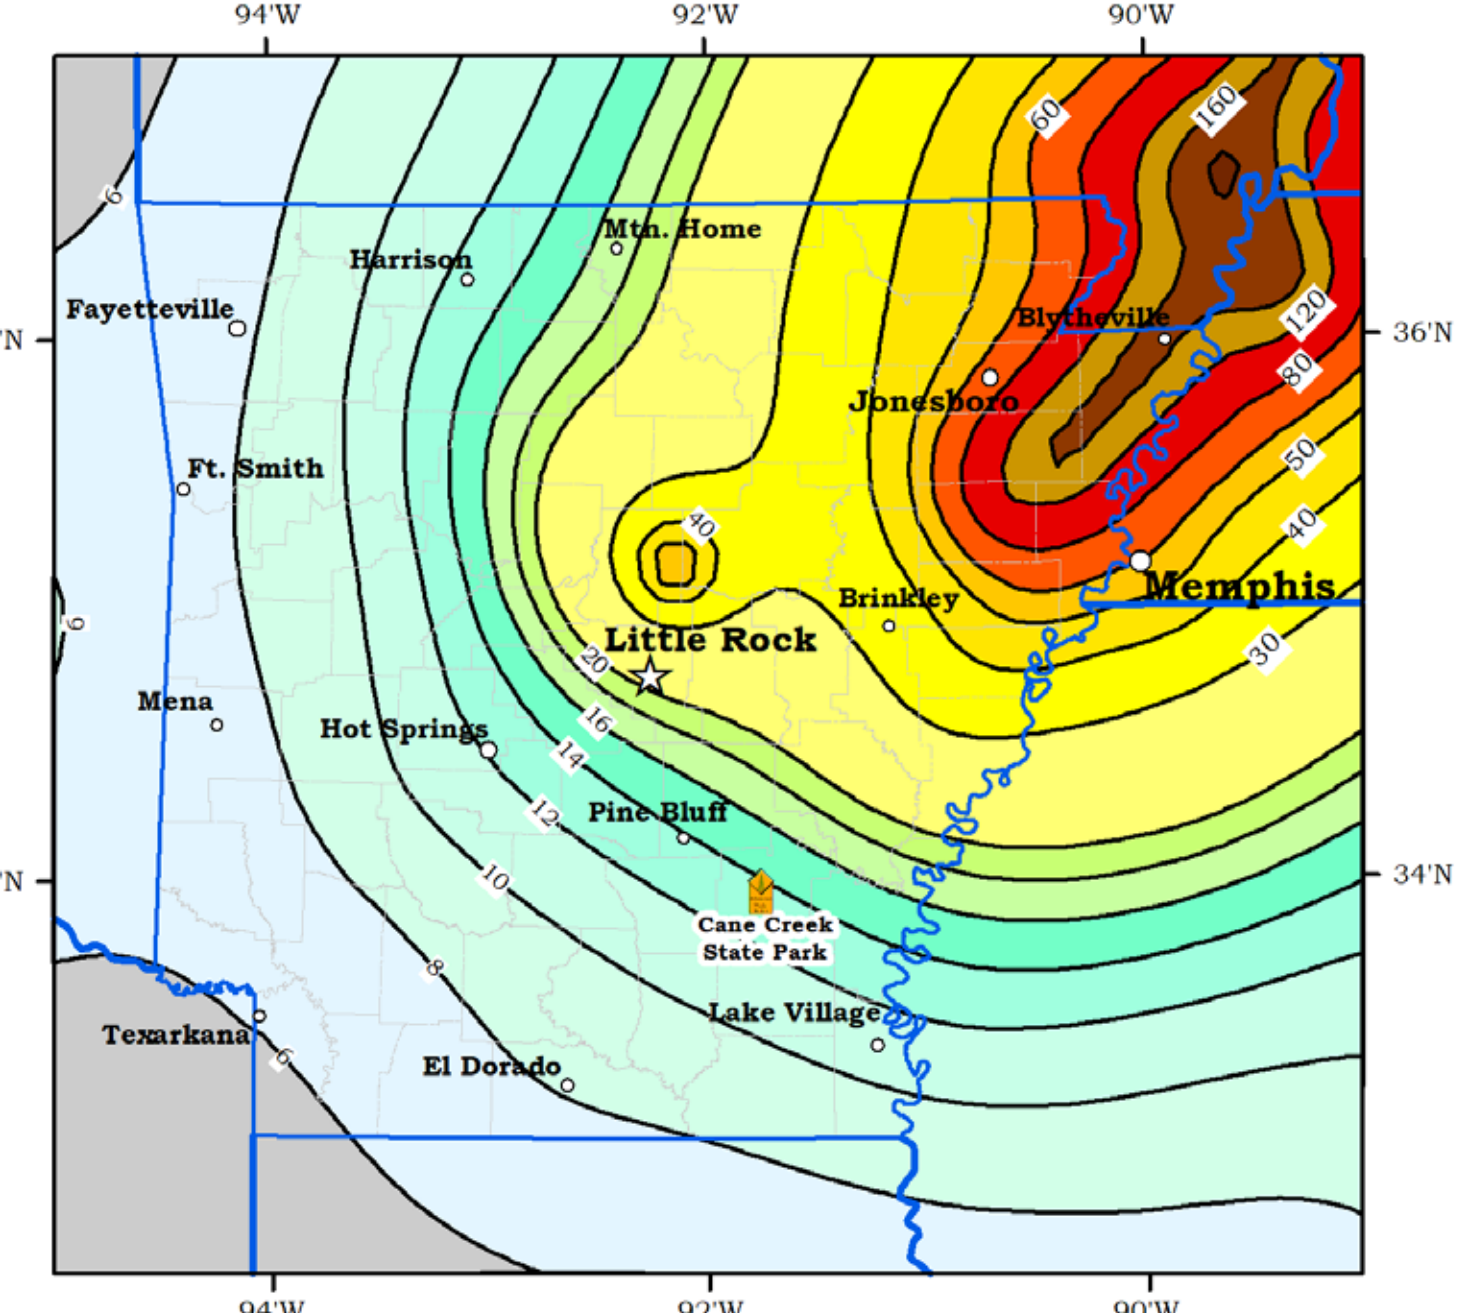 94'W 92'W 90'W
60
160
6
Mtn. Home
Harrison
Fayetteville
120
Blytheville
'N 36'N
80
Jonesboro
50
Ft. Smith
40 40
Memphis
Brinkley
6
Little Rock
30
20
Mena
16
Hot Springs
14
12
Pine Bluff
'N 34'N
10
Cane Creek
State Park
8
Lake Village
Texarkana
6
El Dorado
94'W 92'W 90'W